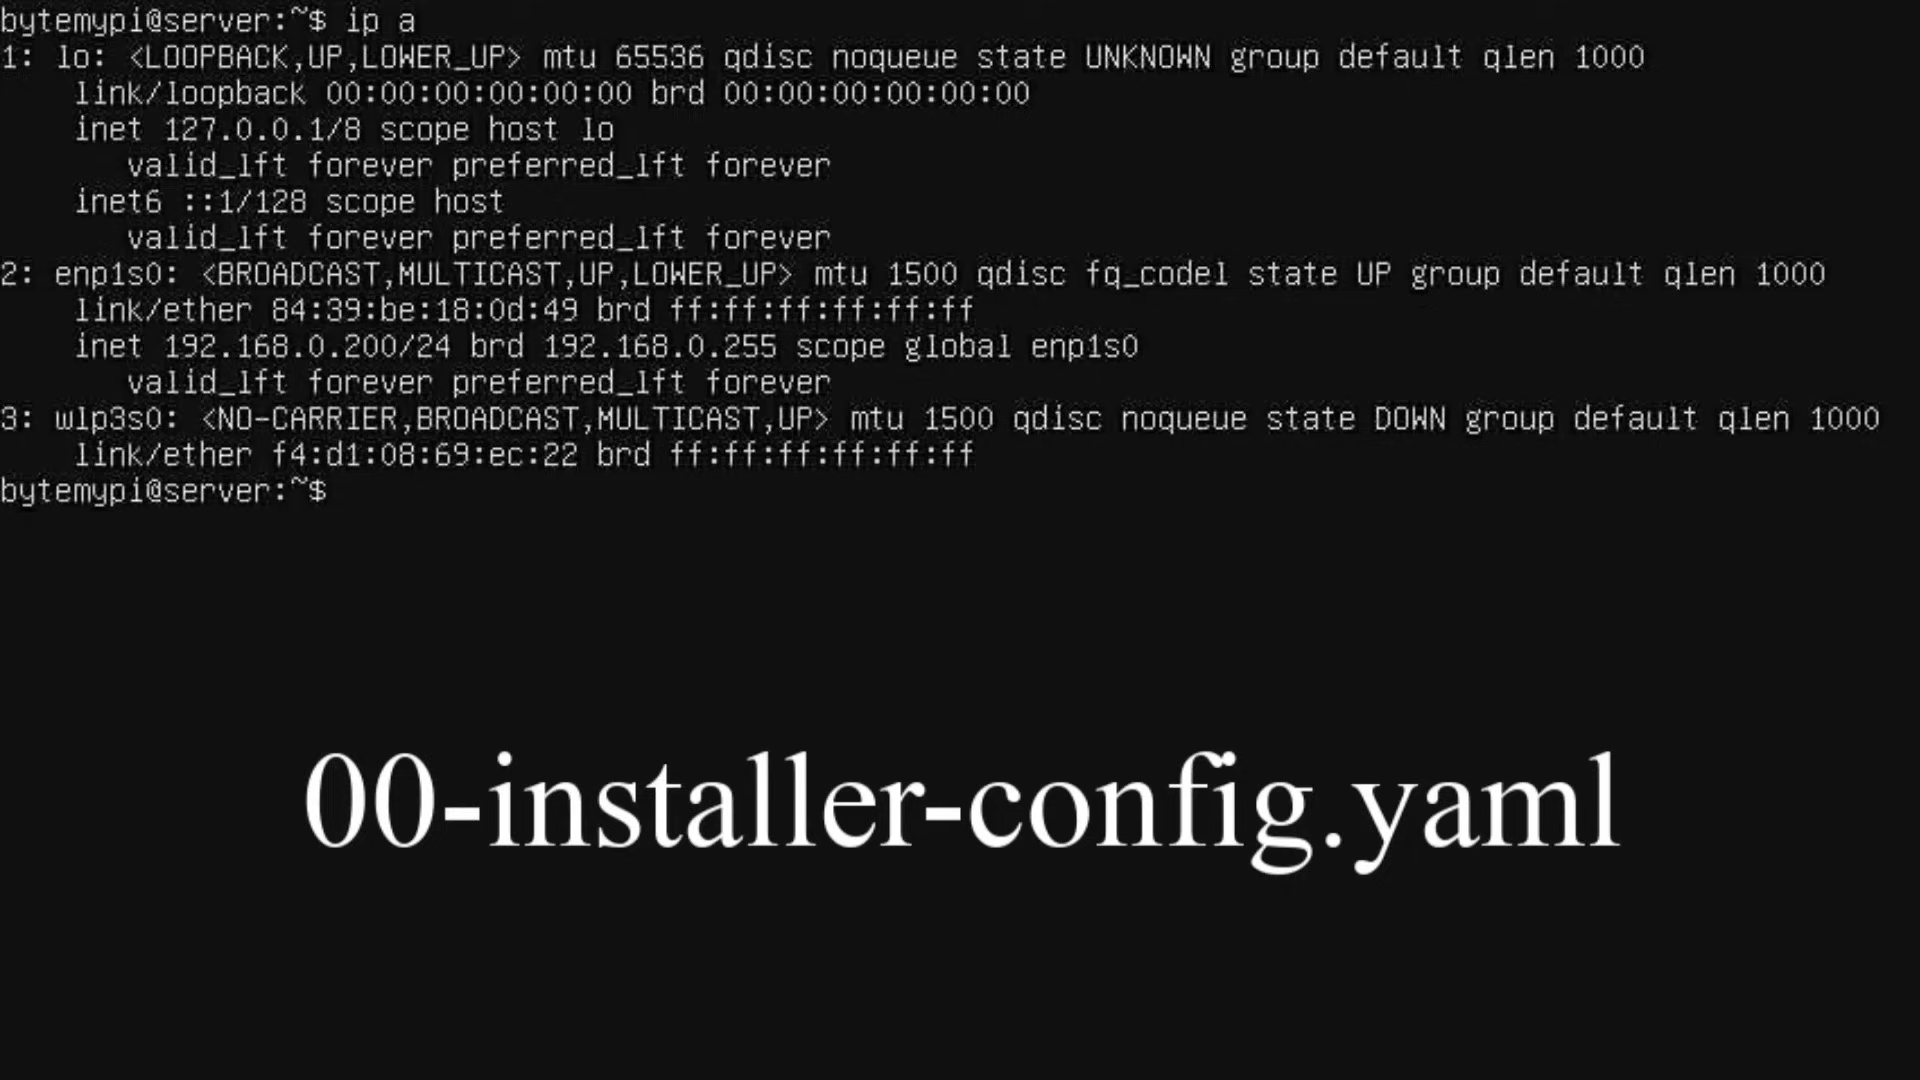 bytemypi@server:~$ ip a
1: lo: <LOOPBACK,UP,LOWER_UP> mtu 65536 qdisc noqueue state UNKNOWN group default qlen 1000
link/loopback 00:00:00:00:00:00 brd 00:00:00:00:00:00
inet 127.0.0.1/8 scope host lo
valid_lft forever preferred_lft forever
inet6 ::1/128 scope host
valid_lft forever preferred_lft forever
2: enp1s0: <BROADCAST,MULTICAST,UP,LOWER_UP> mtu 1500 qdisc fq_codel state UP group default qlen 1000
link/ether 84:39:be:18:0d:49 brd ff:ff:ff:ff:ff:ff
inet 192.168.0.200/24 brd 192.168.0.255 scope global enp1s0
valid_lft forever preferred_lft forever
3: wlp3s0: <NO-CARRIER,BROADCAST,MULTICAST,UP> mtu 1500 qdisc noqueue state DOWN group default qlen 1000
link/ether f4:d1:08:69:ec:22 brd ff:ff:ff:ff:ff:ff
bytemypi@server:~$
00-installer-config.yaml